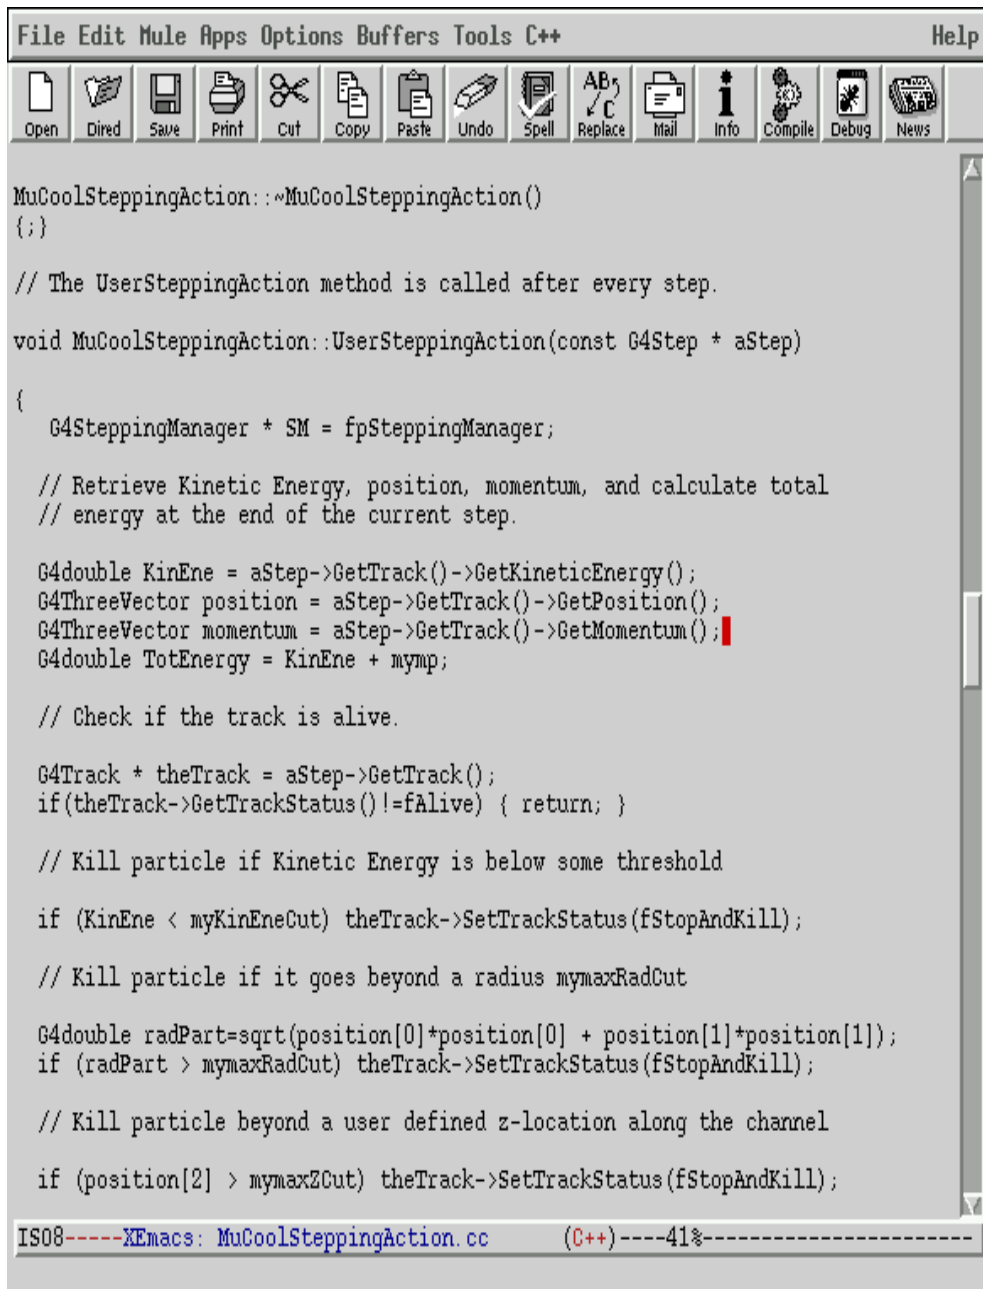 File Edit Mule Apps Options Buffers Tools C++ Help
Open Dired Save Print Cut Copy Paste Undo Spell Replace Mail Info Compile Debug News
MuCoolSteppingAction::~MuCoolSteppingAction()
{;}
// The UserSteppingAction method is called after every step.
void MuCoolSteppingAction::UserSteppingAction(const G4Step * aStep)
{
G4SteppingManager * SM = fpSteppingManager;
// Retrieve Kinetic Energy, position, momentum, and calculate total
// energy at the end of the current step.
G4double KinEne = aStep->GetTrack()->GetKineticEnergy();
G4ThreeVector position = aStep->GetTrack()->GetPosition();
G4ThreeVector momentum = aStep->GetTrack()->GetMomentum();
G4double TotEnergy = KinEne + mymp;
// Check if the track is alive.
G4Track * theTrack = aStep->GetTrack();
if(theTrack->GetTrackStatus()!=fAlive) { return; }
// Kill particle if Kinetic Energy is below some threshold
if (KinEne < myKinEneCut) theTrack->SetTrackStatus(fStopAndKill);
// Kill particle if it goes beyond a radius mymaxRadCut
G4double radPart=sqrt(position[0]*position[0] + position[1]*position[1]);
if (radPart > mymaxRadCut) theTrack->SetTrackStatus(fStopAndKill);
// Kill particle beyond a user defined z-location along the channel
if (position[2] > mymaxZCut) theTrack->SetTrackStatus(fStopAndKill);
ISO8-----XEmacs: MuCoolSteppingAction.cc (C++)----41%-----------------------